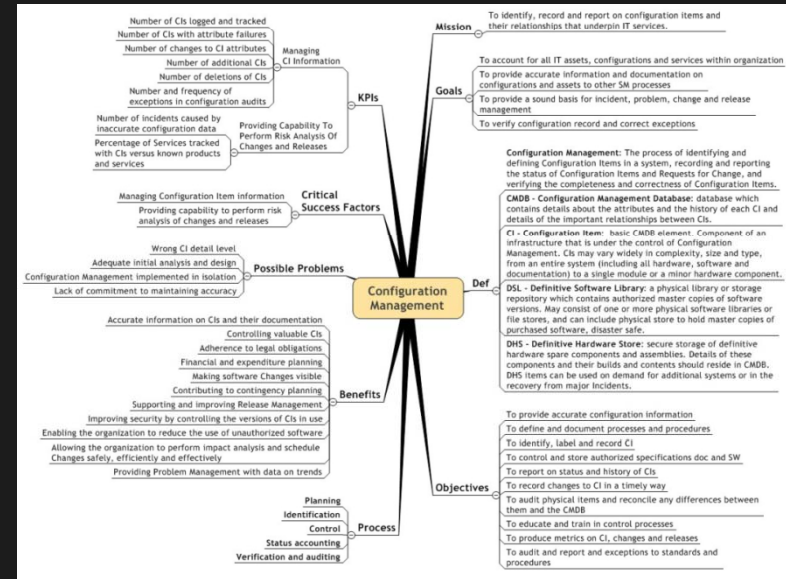 Number of CIs logged and tracked
Number of CIs with attribute failures
Number of changes to CI attributes
Number of additional CIs
Number of deletions of CIs
Number and frequency of
exceptions in configuration audits
Managing
CI Information
Number of incidents caused by
inaccurate configuration data
Percentage of Services tracked
with CIs versus known products
and services
Providing Capability To
Perform Risk Analysis Of
Changes and Releases
KPIs
Managing Configuration Item information
Providing capability to perform risk
analysis of changes and releases
Critical
Success Factors
Wrong CI detail level
Adequate initial analysis and design
Configuration Management implemented in isolation
Lack of commitment to maintaining accuracy
Possible Problems
Accurate information on CIs and their documentation
Controlling valuable CIs
Adherence to legal obligations
Financial and expenditure planning
Making software Changes visible
Contributing to contingency planning
Supporting and improving Release Management
Improving security by controlling the versions of CIs in use
Enabling the organization to reduce the use of unauthorized software
Allowing the organization to perform impact analysis and schedule
Changes safely, efficiently and effectively
Providing Problem Management with data on trends
Benefits
Planning
Identification
Control
Status accounting
Verification and auditing
Process
Configuration
Management
Mission
To identify, record and report on configuration items and
their relationships that underpin IT services.
Goals
To account for all IT assets, configurations and services within organization
To provide accurate information and documentation on
configurations and assets to other SM processes
To provide a sound basis for incident, problem, change and release
management
To verify configuration record and correct exceptions
Def
Configuration Management: The process of identifying and
defining Configuration Items in a system, recording and reporting
the status of Configuration Items and Requests for Change, and
verifying the completeness and correctness of Configuration Items.
CMDB - Configuration Management Database: database which
contains details about the attributes and the history of each CI and
details of the important relationships between CIs.
CI - Configuration Item: basic CMDB element. Component of an
infrastructure that is under the control of Configuration
Management. CIs may vary widely in complexity, size and type,
from an entire system (including all hardware, software and
documentation) to a single module or a minor hardware component.
DSL - Definitive Software Library: a physical library or storage
repository which contains authorized master copies of software
versions. May consist of one or more physical software libraries or
file stores, and can include physical store to hold master copies of
purchased software, disaster safe.
DHS - Definitive Hardware Store: secure storage of definitive
hardware spare components and assemblies. Details of these
components and their builds and contents should reside in CMDB.
DHS items can be used on demand for additional systems or in the
recovery from major Incidents.
Objectives
To provide accurate configuration information
To define and document processes and procedures
To identify, label and record CI
To control and store authorized specifications doc and SW
To report on status and history of CIs
To record changes to CI in a timely way
To audit physical items and reconcile any differences between
them and the CMDB
To educate and train in control processes
To produce metrics on CI, changes and releases
To audit and report and exceptions to standards and
procedures